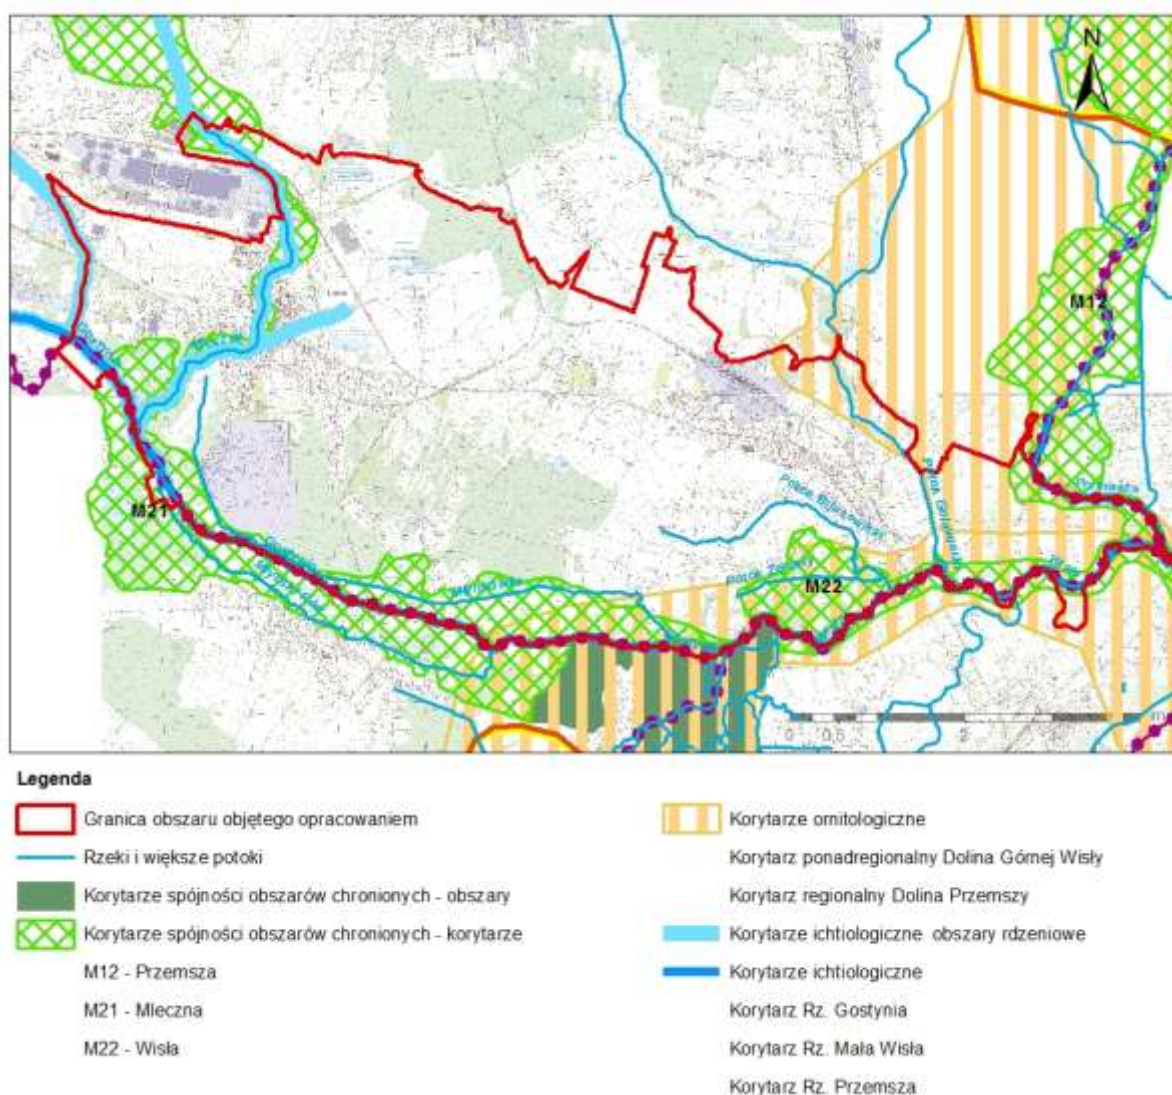 N
M12
M21
M22
Potok Goławiecki
Przemsza
0 0,5 2
Legenda
Granica obszaru objętego opracowaniem
Rzeki i większe potoki
Korytarze spójności obszarów chronionych - obszary
Korytarze spójności obszarów chronionych - korytarze
M12 - Przemsza
M21 - Mleczna
M22 - Wisła
Korytarze ornitologiczne
Korytarz ponadregionalny Dolina Górnej Wisły
Korytarz regionalny Dolina Przemszy
Korytarze ichtiologiczne obszary rdzeniowe
Korytarze ichtiologiczne
Korytarz Rz. Gostynia
Korytarz Rz. Mała Wisła
Korytarz Rz. Przemsza